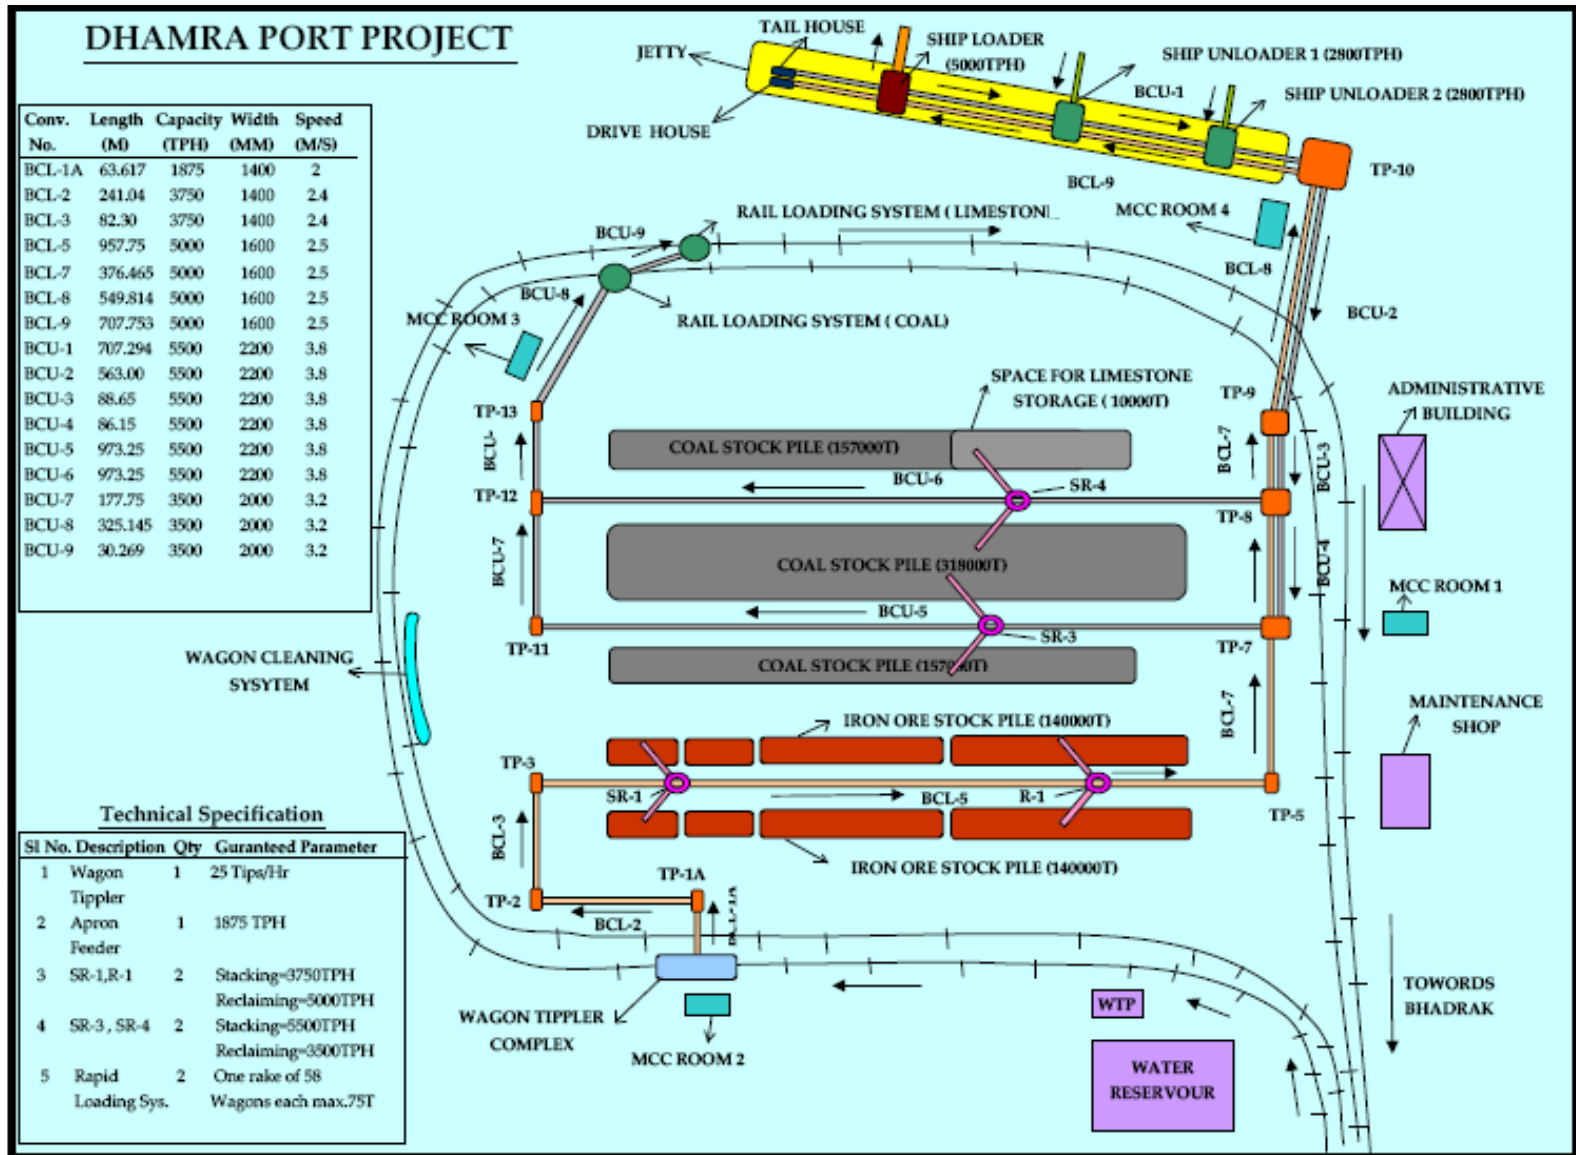 DHAMRA PORT PROJECT
TAIL HOUSE
JETTY
SHIP LOADER
(5000TPH)
SHIP UNLOADER 1 (2800TPH)
BCU-1
SHIP UNLOADER 2 (2800TPH)
DRIVE HOUSE
TP-10
BCL-9
MCC ROOM 4
RAIL LOADING SYSTEM ( LIMESTON
BCU-9
BCL-8
BCU-8
BCU-2
MCC ROOM 3
RAIL LOADING SYSTEM ( COAL)
Conv. Length Capacity Width Speed
No. (M) (TPH) (MM) (M/S)
BCL-1A 63.617 1875 1400 2
BCL-2 241.04 3750 1400 2.4
BCL-3 82.30 3750 1400 2.4
BCL-5 957.75 5000 1600 2.5
BCL-7 376.465 5000 1600 2.5
BCL-8 549.814 5000 1600 2.5
BCL-9 707.753 5000 1600 2.5
BCU-1 707.294 5500 2200 3.8
BCU-2 563.00 5500 2200 3.8
BCU-3 88.65 5500 2200 3.8
BCU-4 86.15 5500 2200 3.8
BCU-5 973.25 5500 2200 3.8
BCU-6 973.25 5500 2200 3.8
BCU-7 177.75 3500 2000 3.2
BCU-8 325.145 3500 2000 3.2
BCU-9 30.269 3500 2000 3.2
SPACE FOR LIMESTONE
STORAGE ( 10000T)
TP-9
ADMINISTRATIVE
BUILDING
TP-13
BCU-
COAL STOCK PILE (157000T)
BCL-7
BCU-3
BCU-6
SR-4
TP-12
TP-8
BCU-7
COAL STOCK PILE (318000T)
BCU-4
MCC ROOM 1
BCU-5
SR-3
TP-11
TP-7
WAGON CLEANING
SYSYTEM
COAL STOCK PILE (157000T)
BCL-7
MAINTENANCE
SHOP
IRON ORE STOCK PILE (140000T)
TP-3
SR-1
BCL-5
R-1
TP-5
BCL-3
IRON ORE STOCK PILE (140000T)
TP-1A
TP-2
BCL-2
BCL-1A
WAGON TIPPLER
COMPLEX
MCC ROOM 2
WTP
WATER
RESERVOUR
TOWORDS
BHADRAK
Technical Specification
Sl No. Description Qty Guranteed Parameter
1 Wagon 1 25 Tips/Hr
Tippler
2 Apron 1 1875 TPH
Feeder
3 SR-1,R-1 2 Stacking=3750TPH
Reclaiming=5000TPH
4 SR-3 , SR-4 2 Stacking=5500TPH
Reclaiming=3500TPH
5 Rapid 2 One rake of 58
Loading Sys. Wagons each max.75T